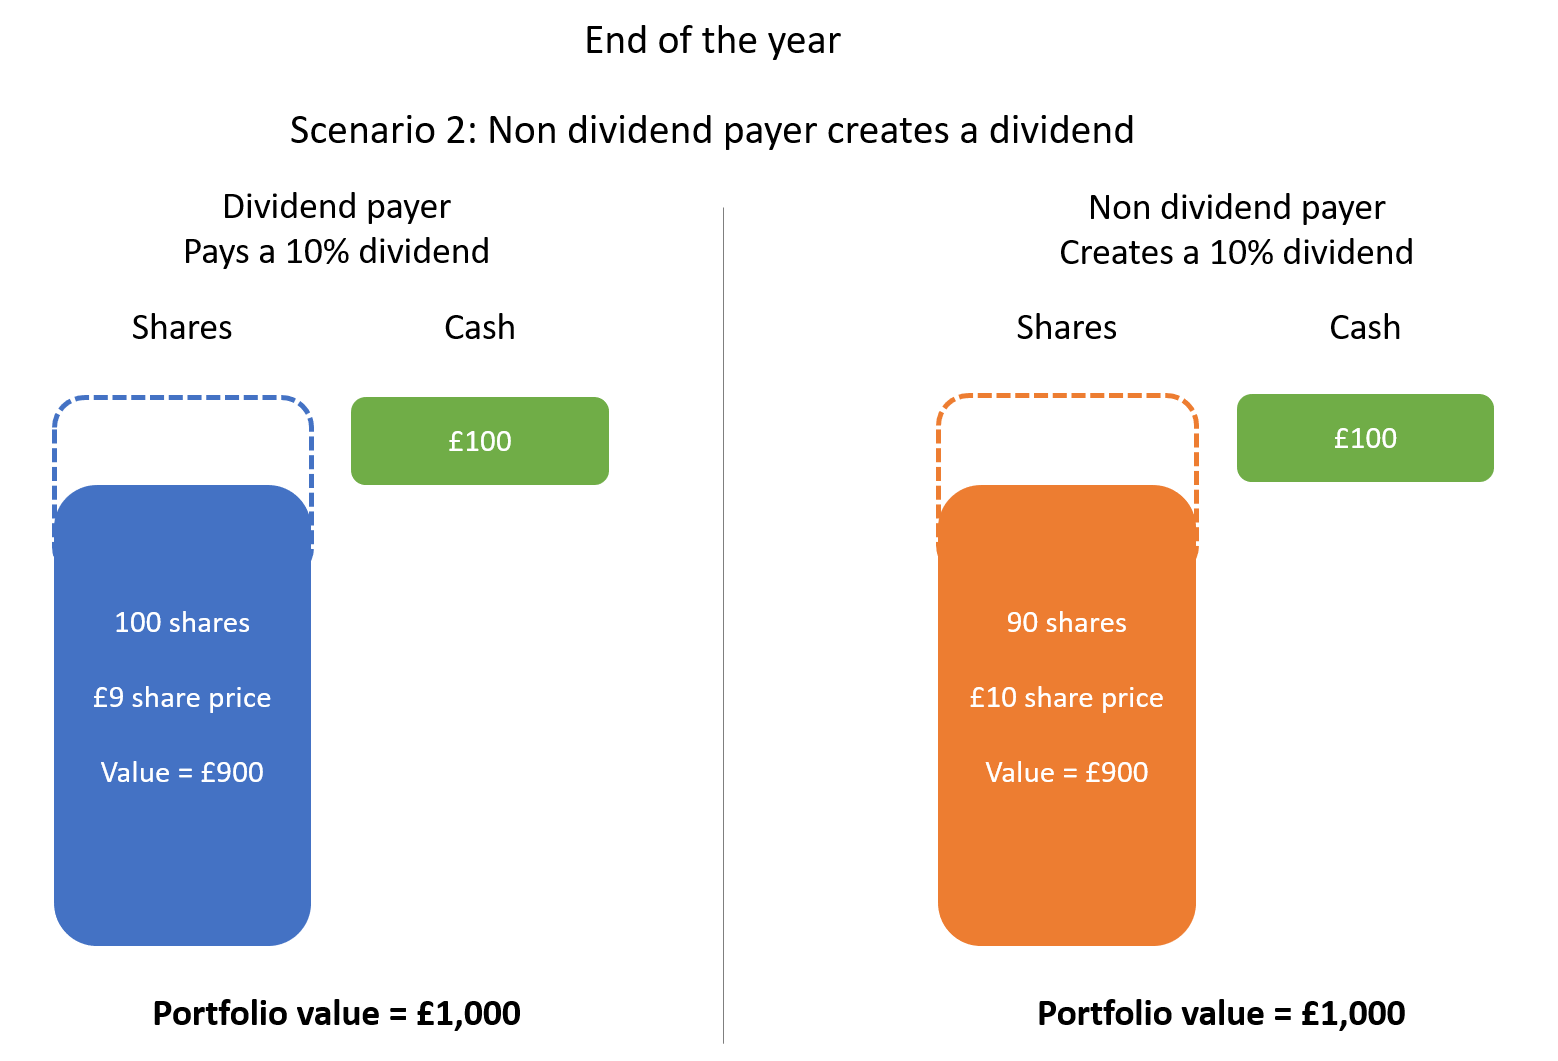 End of the year
Scenario 2: Non dividend payer creates a dividend
Dividend payer
Pays a 10% dividend
Shares
Cash
£100
100 shares
£9 share price
Value = £900
Portfolio value = £1,000
Non dividend payer
Creates a 10% dividend
Shares
Cash
£100
90 shares
£10 share price
Value = £900
Portfolio value = £1,000